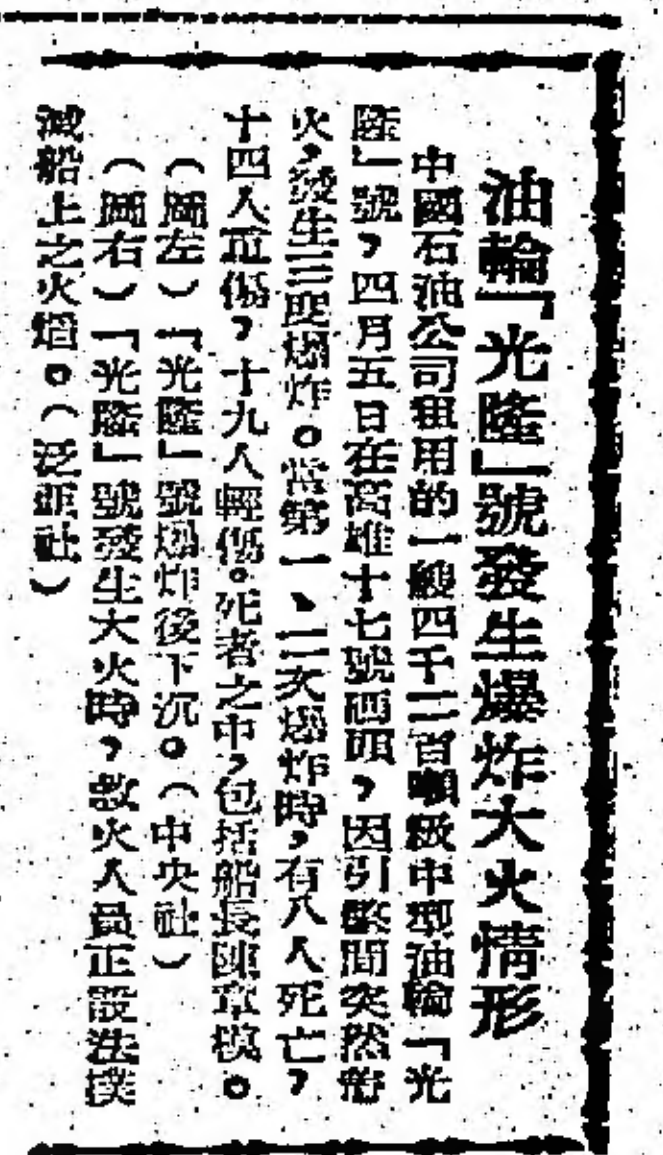 油輪「光隆」號發生爆炸大火情形
中國石油公司租用的一艘四千二百噸級中型油輪「光
隆」號，四月五日在高雄十七號碼頭，因引擎間突然着
火，發生三度爆炸。當第一、二次爆炸時，有八人死亡，
十四人重傷，十九人輕傷。死者之中，包括船長陳章模。
（圖左）「光隆」號爆炸後下沉。（中央社）
（圖右）「光隆」號發生大火時，救火人員正設法撲
滅船上之火焰。（泛亞社）